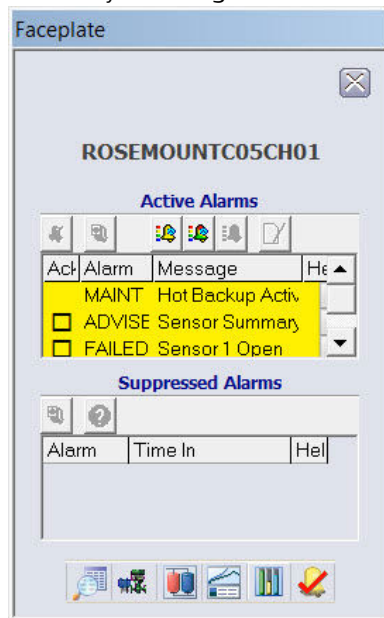 Faceplate
ROSEMOUNTC05CH01
Active Alarms
Ack Alarm Message He
MAINT Hot Backup Activ
ADVISE Sensor Summary
FAILED Sensor 1 Open
Suppressed Alarms
Alarm Time In Hel